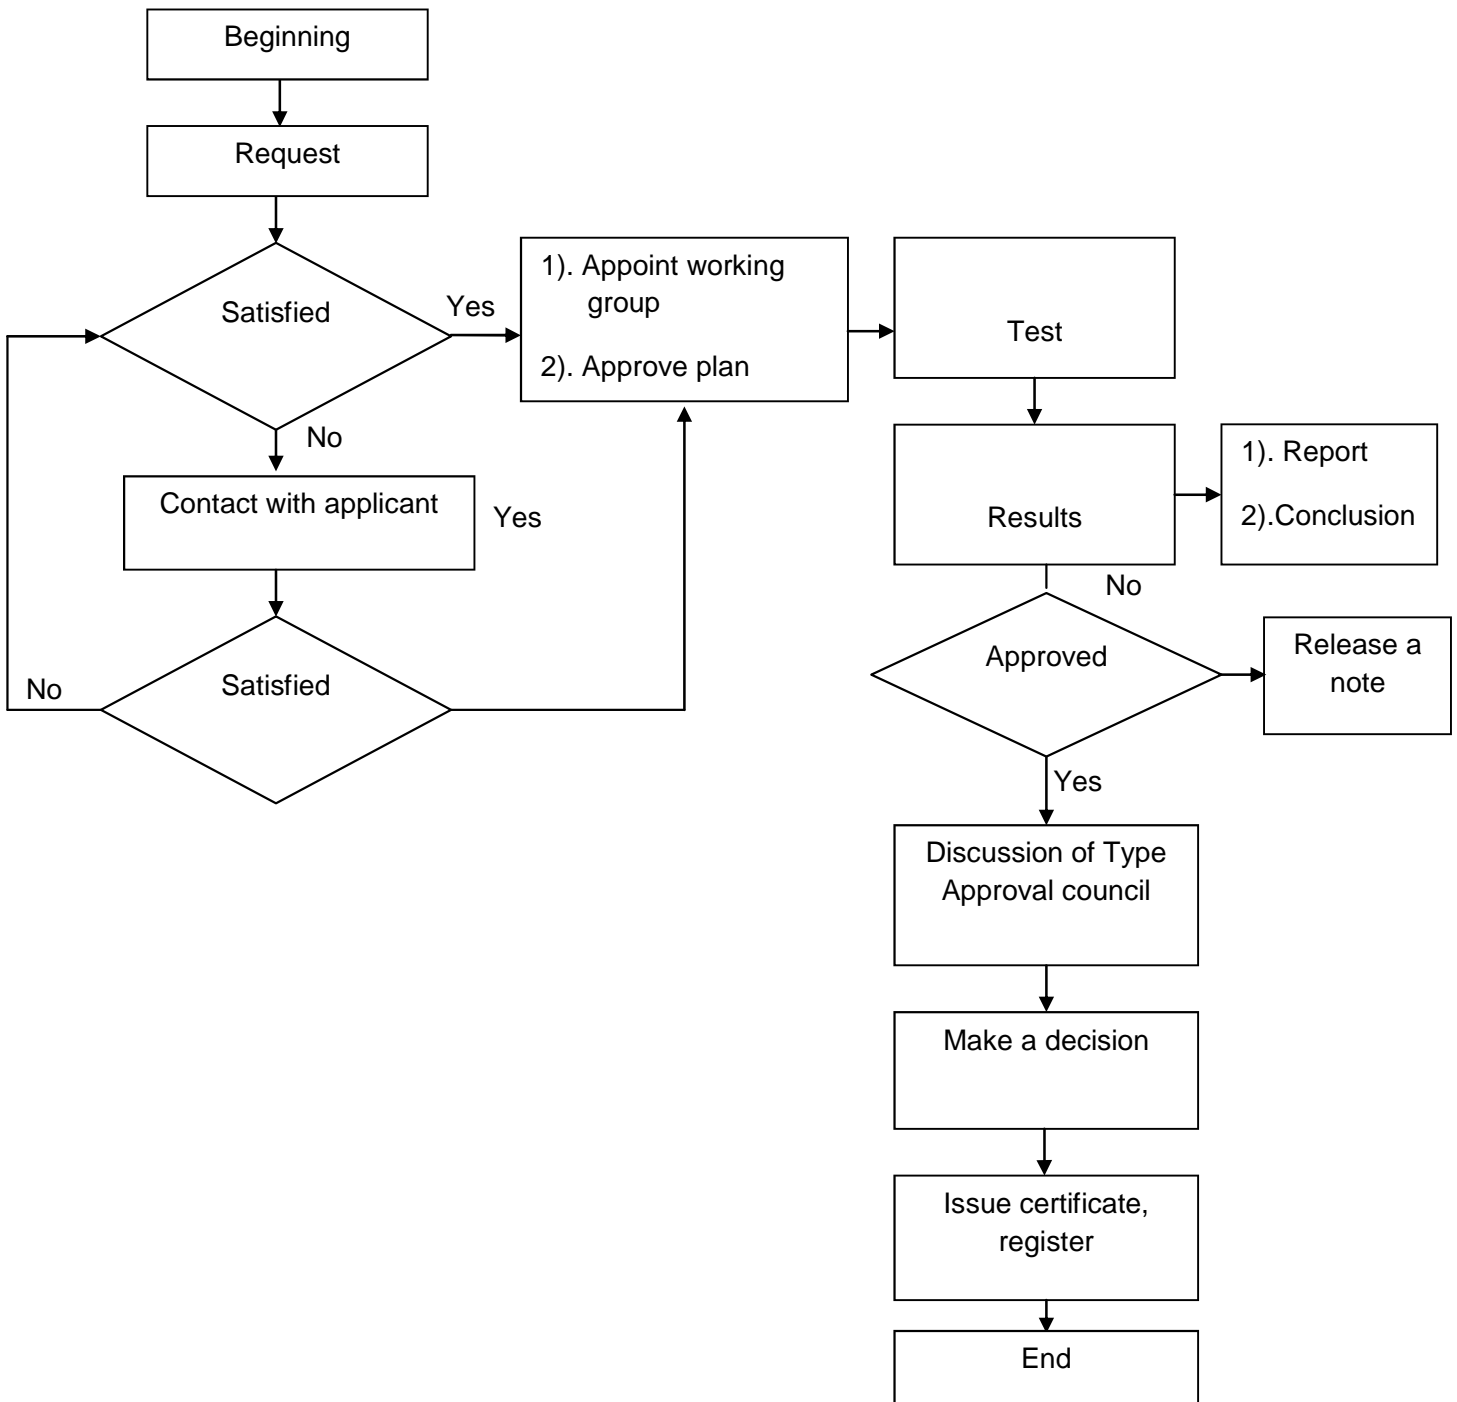 Beginning
Request
Satisfied
Yes
1). Appoint working
group
2). Approve plan
Test
No
Contact with applicant
Yes
1). Report
2).Conclusion
Results
No
Satisfied
No
Approved
Release a
note
Yes
Discussion of Type
Approval council
Make a decision
Issue certificate,
register
End